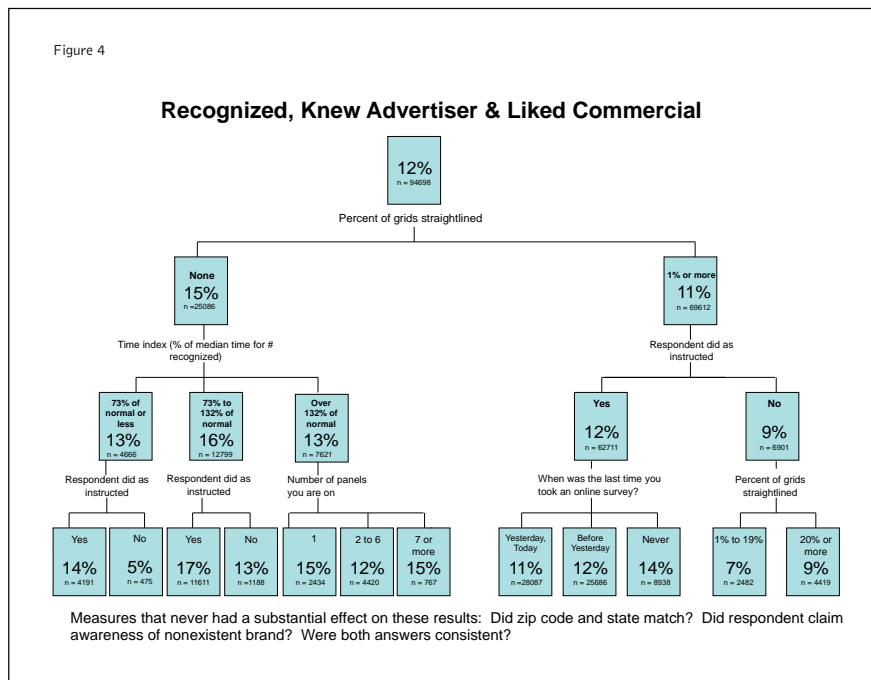 Figure 4
Recognized, Knew Advertiser & Liked Commercial
12%
n = 94698
Percent of grids straightlined
None
15%
n =25086
1% or more
11%
n = 69612
Time index (% of median time for #
recognized)
Respondent did as
instructed
73% of
normal or
less
13%
n = 4666
73% to
132% of
normal
16%
n = 12799
Over
132% of
normal
13%
n = 7621
Yes
12%
n = 62711
No
9%
n = 6901
Respondent did as
instructed
Respondent did as
instructed
Number of panels
you are on
When was the last time you
took an online survey?
Percent of grids
straightlined
Yes
14%
n = 4191
No
5%
n = 475
Yes
17%
n = 11611
No
13%
n =1188
1
15%
n = 2434
2 to 6
12%
n = 4420
7 or
more
15%
n = 767
Yesterday,
Today
11%
n =28087
Before
Yesterday
12%
n = 25686
Never
14%
n = 8938
1% to 19%
7%
n = 2482
20% or
more
9%
n = 4419
Measures that never had a substantial effect on these results:  Did zip code and state match?  Did respondent claim
awareness of nonexistent brand?  Were both answers consistent?